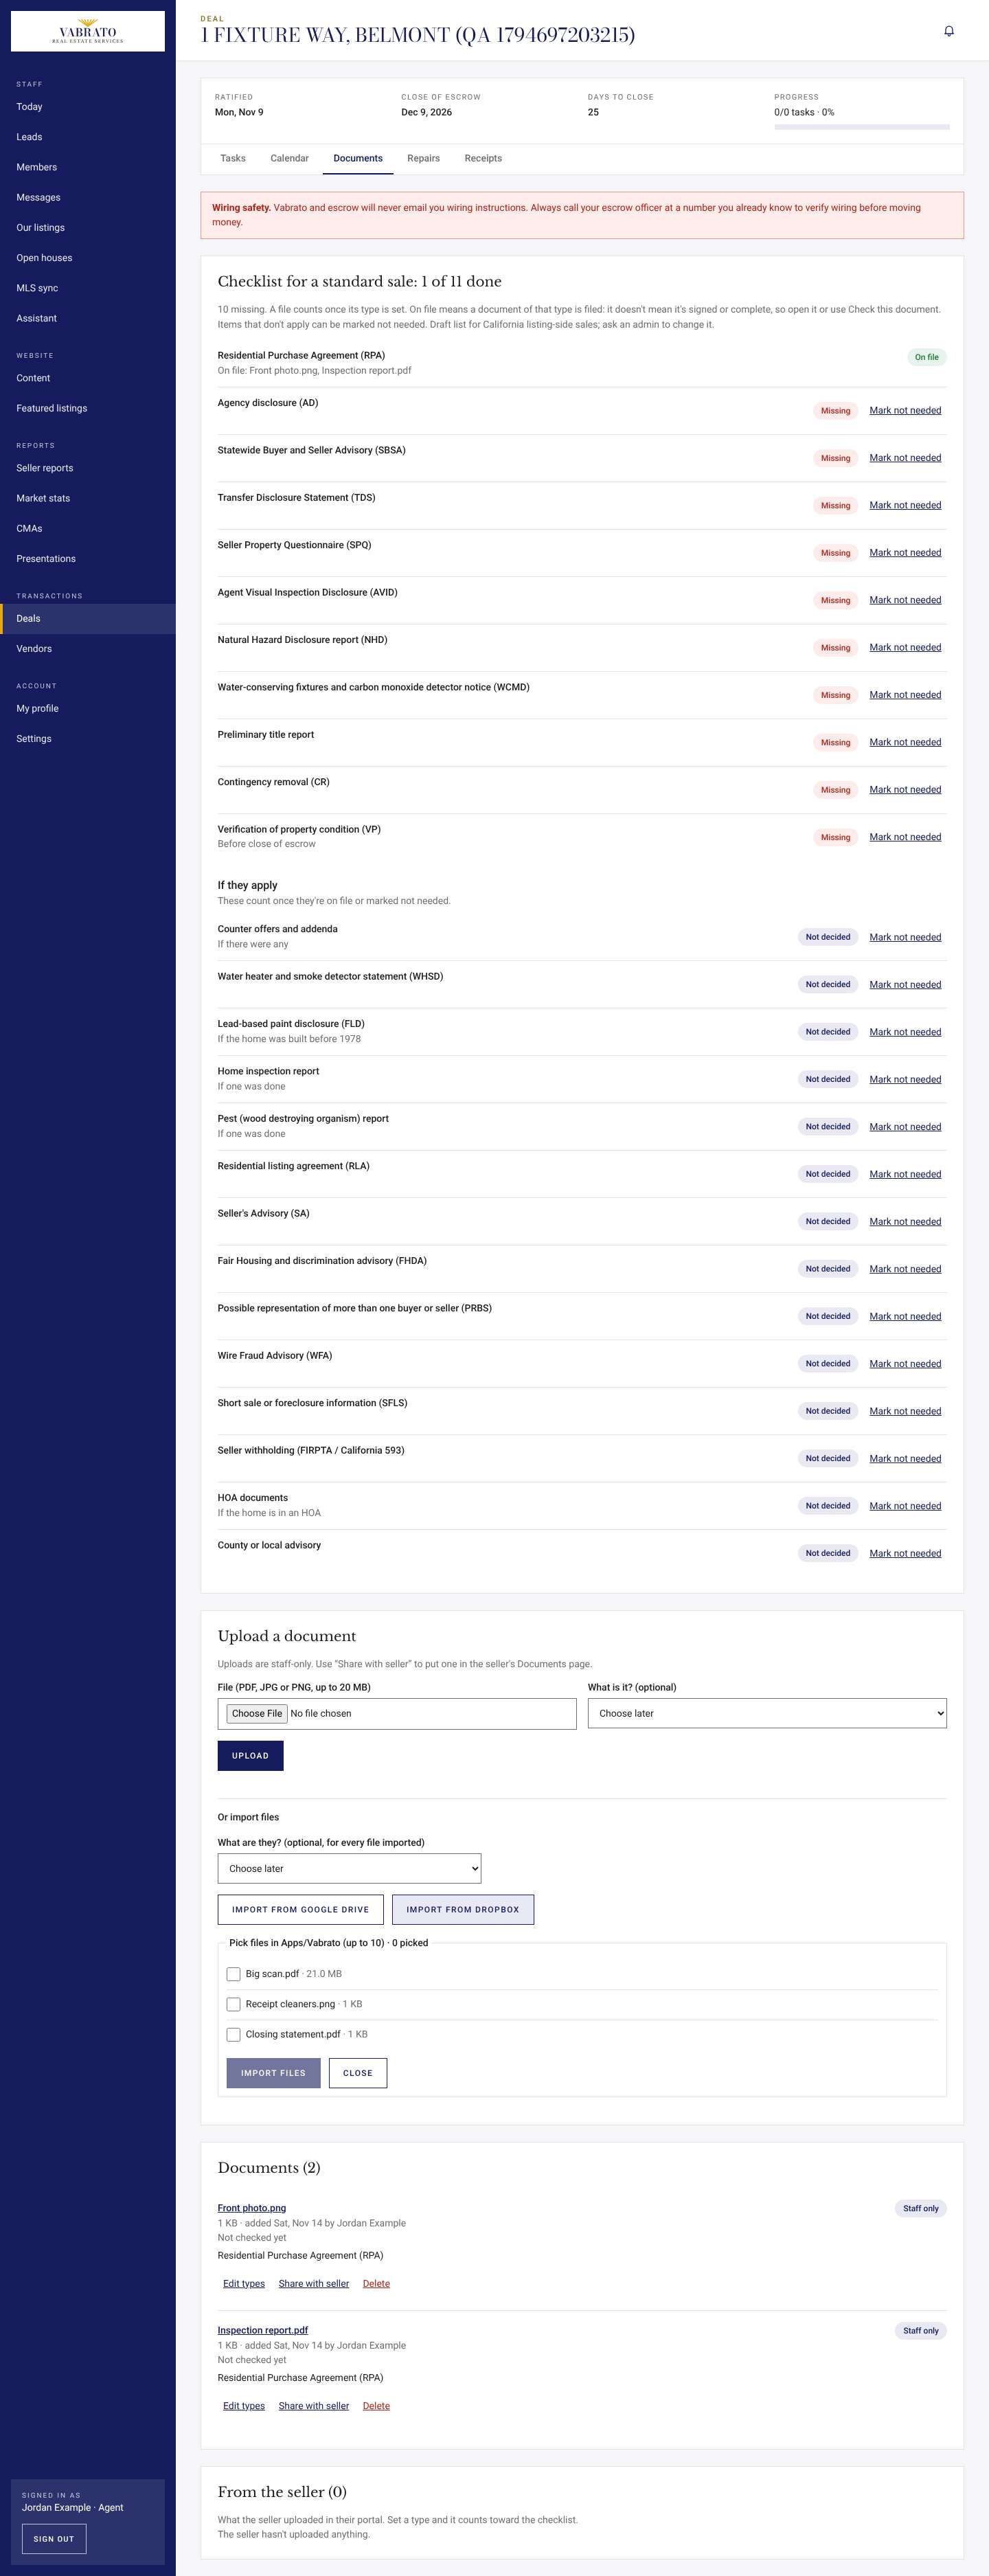 VABRATO
REAL ESTATE SERVICES
STAFF
Today
Leads
Members
Messages
Our listings
Open houses
MLS sync
Assistant
WEBSITE
Content
Featured listings
REPORTS
Seller reports
Market stats
CMAs
Presentations
TRANSACTIONS
Deals
Vendors
ACCOUNT
My profile
Settings
SIGNED IN AS
Jordan Example · Agent
SIGN OUT
DEAL
1 FIXTURE WAY, BELMONT (QA 1794697203215)
RATIFIED
Mon, Nov 9
CLOSE OF ESCROW
Dec 9, 2026
DAYS TO CLOSE
25
PROGRESS
0/0 tasks · 0%
Tasks Calendar Documents Repairs Receipts
Wiring safety. Vabrato and escrow will never email you wiring instructions. Always call your escrow officer at a number you already know to verify wiring before moving
money.
Checklist for a standard sale: 1 of 11 done
10 missing. A file counts once its type is set. On file means a document of that type is filed: it doesn't mean it's signed or complete, so open it or use Check this document.
Items that don't apply can be marked not needed. Draft list for California listing-side sales; ask an admin to change it.
Residential Purchase Agreement (RPA) On file
On file: Front photo.png, Inspection report.pdf
Agency disclosure (AD) Missing Mark not needed
Statewide Buyer and Seller Advisory (SBSA) Missing Mark not needed
Transfer Disclosure Statement (TDS) Missing Mark not needed
Seller Property Questionnaire (SPQ) Missing Mark not needed
Agent Visual Inspection Disclosure (AVID) Missing Mark not needed
Natural Hazard Disclosure report (NHD) Missing Mark not needed
Water-conserving fixtures and carbon monoxide detector notice (WCMD) Missing Mark not needed
Preliminary title report Missing Mark not needed
Contingency removal (CR) Missing Mark not needed
Verification of property condition (VP) Missing Mark not needed
Before close of escrow
If they apply
These count once they're on file or marked not needed.
Counter offers and addenda Not decided Mark not needed
If there were any
Water heater and smoke detector statement (WHSD) Not decided Mark not needed
Lead-based paint disclosure (FLD) Not decided Mark not needed
If the home was built before 1978
Home inspection report Not decided Mark not needed
If one was done
Pest (wood destroying organism) report Not decided Mark not needed
If one was done
Residential listing agreement (RLA) Not decided Mark not needed
Seller's Advisory (SA) Not decided Mark not needed
Fair Housing and discrimination advisory (FHDA) Not decided Mark not needed
Possible representation of more than one buyer or seller (PRBS) Not decided Mark not needed
Wire Fraud Advisory (WFA) Not decided Mark not needed
Short sale or foreclosure information (SFLS) Not decided Mark not needed
Seller withholding (FIRPTA / California 593) Not decided Mark not needed
HOA documents Not decided Mark not needed
If the home is in an HOA
County or local advisory Not decided Mark not needed
Upload a document
Uploads are staff-only. Use “Share with seller” to put one in the seller's Documents page.
File (PDF, JPG or PNG, up to 20 MB)
Choose File No file chosen
What is it? (optional)
Choose later
UPLOAD
Or import files
What are they? (optional, for every file imported)
Choose later
IMPORT FROM GOOGLE DRIVE IMPORT FROM DROPBOX
Pick files in Apps/Vabrato (up to 10) · 0 picked
Big scan.pdf · 21.0 MB
Receipt cleaners.png · 1 KB
Closing statement.pdf · 1 KB
IMPORT FILES CLOSE
Documents (2)
Front photo.png Staff only
1 KB · added Sat, Nov 14 by Jordan Example
Not checked yet
Residential Purchase Agreement (RPA)
Edit types Share with seller Delete
Inspection report.pdf Staff only
1 KB · added Sat, Nov 14 by Jordan Example
Not checked yet
Residential Purchase Agreement (RPA)
Edit types Share with seller Delete
From the seller (0)
What the seller uploaded in their portal. Set a type and it counts toward the checklist.
The seller hasn't uploaded anything.